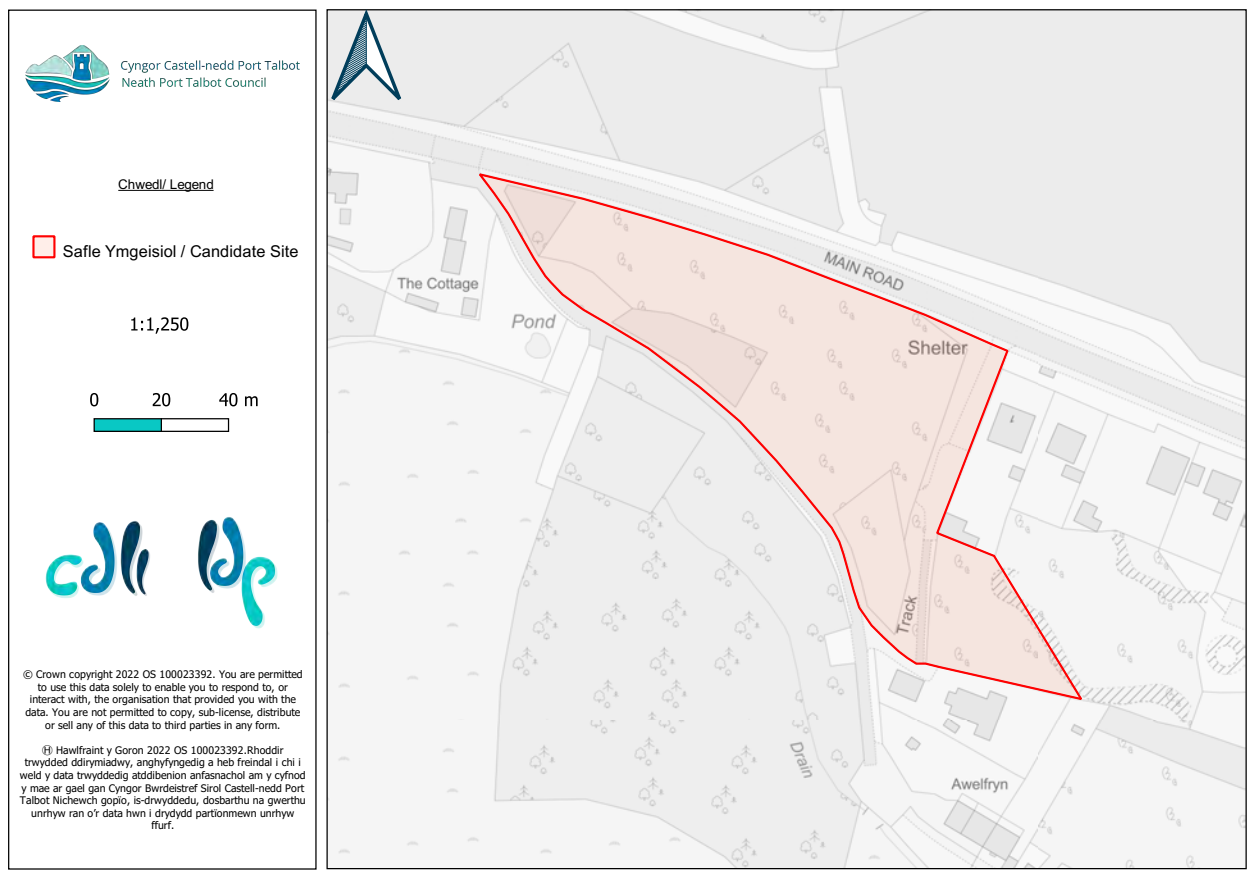 Cyngor Castell-nedd Port Talbot
Neath Port Talbot Council
Chwedl/ Legend
Safle Ymgeisiol / Candidate Site
1:1,250
0 20 40 m
cdll ldp
© Crown copyright 2022 OS 100023392. You are permitted
to use this data solely to enable you to respond to, or
interact with, the organisation that provided you with the
data. You are not permitted to copy, sub-license, distribute
or sell any of this data to third parties in any form.
Ⓗ Hawlfraint y Goron 2022 OS 100023392.Rhoddir
trwydded ddirymiadwy, anghyfyngedig a heb freindal i chi i
weld y data trwyddedig atddibenion anfasnachol am y cyfnod
y mae ar gael gan Cyngor Bwrdeistref Sirol Castell-nedd Port
Talbot Nichewch gopïo, is-drwyddedu, dosbarthu na gwerthu
unrhyw ran o'r data hwn i drydydd partïonmewn unrhyw
ffurf.
MAIN ROAD
The Cottage
Pond
Shelter
1
Track
Drain
Awelfryn